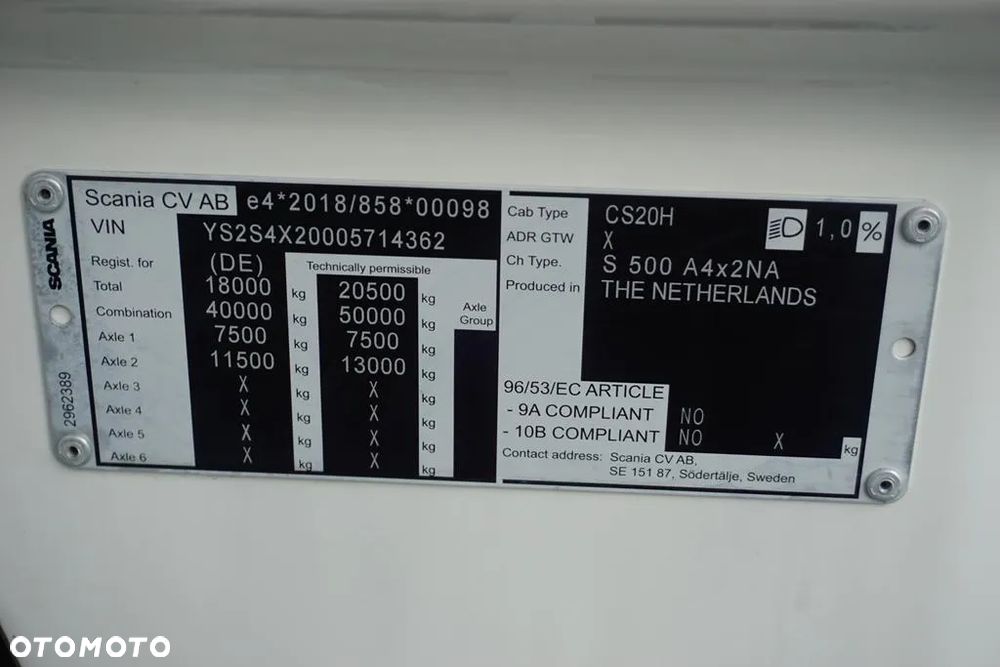 SCANIA
2962389
Scania CV AB e4*2018/858*00098
VIN YS2S4X20005714362
Regist. for (DE) Technically permissible
Total 18000 kg 20500 kg Axle Group
Combination 40000 kg 50000 kg
Axle 1 7500 kg 7500 kg
Axle 2 11500 kg 13000 kg
Axle 3 X kg X kg
Axle 4 X kg X kg
Axle 5 X kg X kg
Axle 6 X kg X kg
Cab Type CS20H 1,0 %
ADR GTW X
Ch Type. S 500 A4x2NA
Produced in THE NETHERLANDS
96/53/EC ARTICLE
- 9A COMPLIANT NO
- 10B COMPLIANT NO X kg
Contact address: Scania CV AB,
SE 151 87, Södertälje, Sweden
OTOMOTO